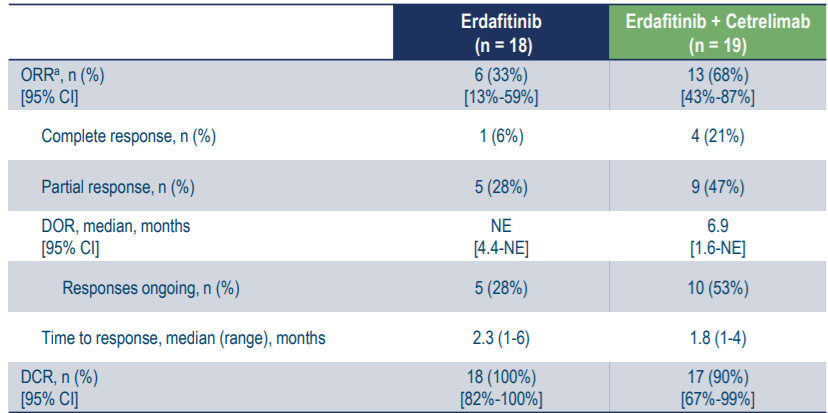 Erdafitinib
(n = 18)
Erdafitinib + Cetrelimab
(n = 19)
ORRᵃ, n (%)
[95% CI]
6 (33%)
[13%-59%]
13 (68%)
[43%-87%]
Complete response, n (%)
1 (6%)
4 (21%)
Partial response, n (%)
5 (28%)
9 (47%)
DOR, median, months
[95% CI]
NE
[4.4-NE]
6.9
[1.6-NE]
Responses ongoing, n (%)
5 (28%)
10 (53%)
Time to response, median (range), months
2.3 (1-6)
1.8 (1-4)
DCR, n (%)
[95% CI]
18 (100%)
[82%-100%]
17 (90%)
[67%-99%]